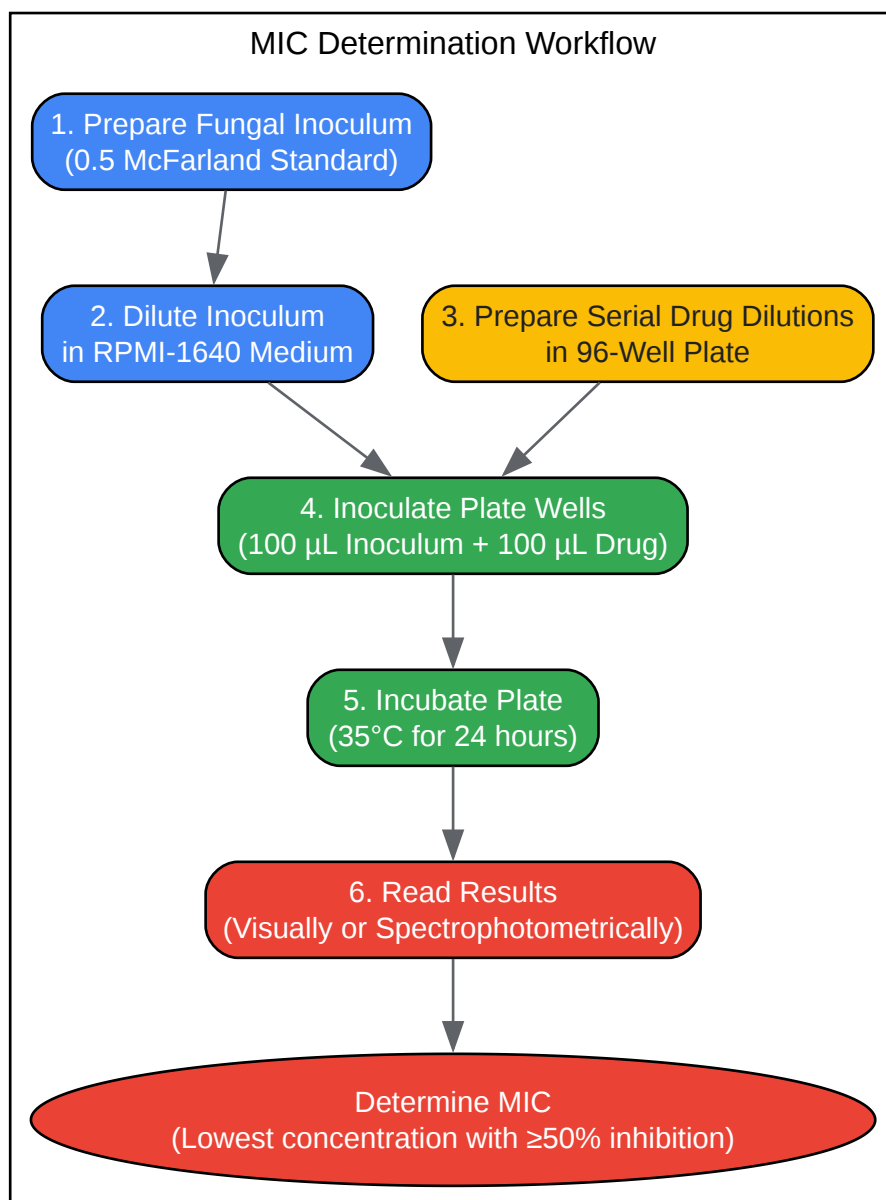 MIC Determination Workflow
1. Prepare Fungal Inoculum
(0.5 McFarland Standard)
2. Dilute Inoculum
in RPMI-1640 Medium
3. Prepare Serial Drug Dilutions
in 96-Well Plate
4. Inoculate Plate Wells
(100 µL Inoculum + 100 µL Drug)
5. Incubate Plate
(35°C for 24 hours)
6. Read Results
(Visually or Spectrophotometrically)
Determine MIC
(Lowest concentration with ≥50% inhibition)